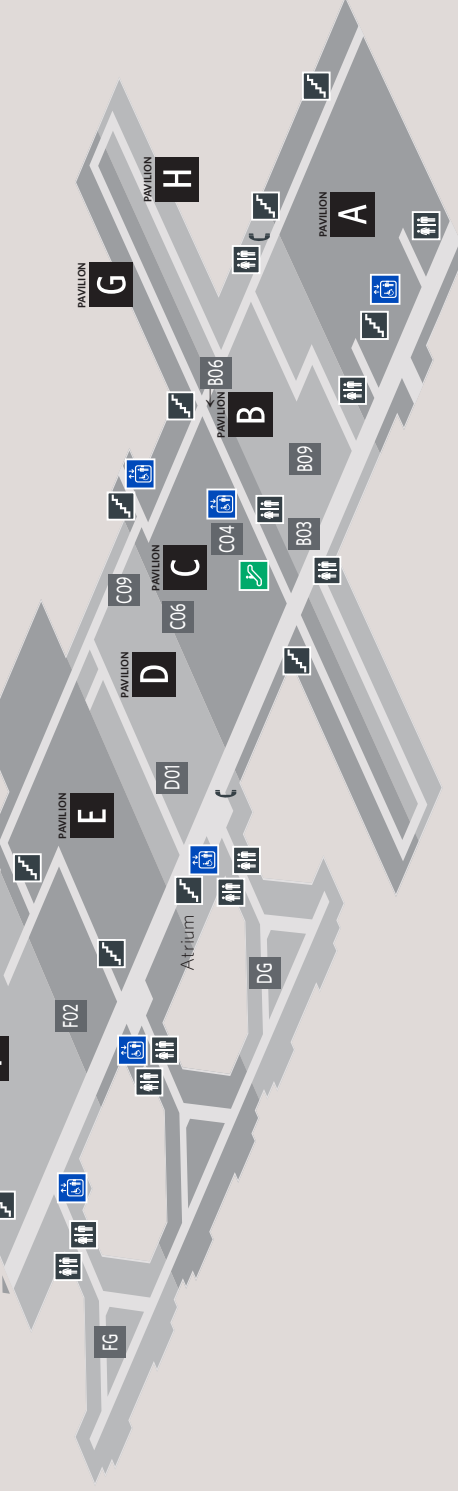 PAVILION
H
PAVILION
A
PAVILION
G
B06
PAVILION
B
B09
B03
C04
PAVILION
C
C09
C06
PAVILION
D
D01
PAVILION
E
Atrium
DG
F02
FG